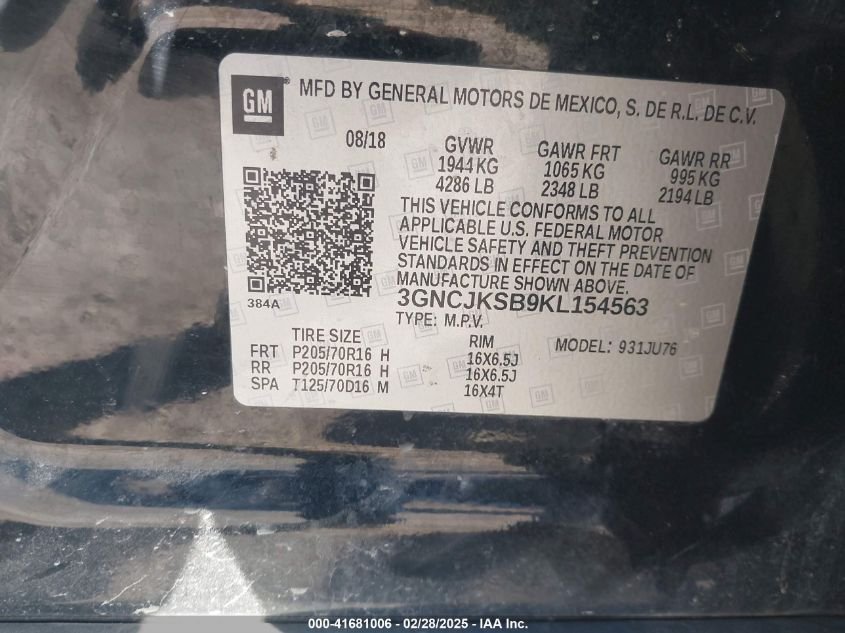 GM ® MFD BY GENERAL MOTORS DE MEXICO, S. DE R.L. DE C.V.
08/18
GVWR GAWR FRT GAWR RR
1944 KG 1065 KG 995 KG
4286 LB 2348 LB 2194 LB
THIS VEHICLE CONFORMS TO ALL
APPLICABLE U.S. FEDERAL MOTOR
VEHICLE SAFETY AND THEFT PREVENTION
STANDARDS IN EFFECT ON THE DATE OF
MANUFACTURE SHOWN ABOVE.
384A
3GNCJKSB9KL154563
TYPE: M.P.V.
TIRE SIZE RIM MODEL: 931JU76
FRT P205/70R16 H 16X6.5J
RR P205/70R16 H 16X6.5J
SPA T125/70D16 M 16X4T
000-41681006 / 02/28/2025 - © IAA Inc.